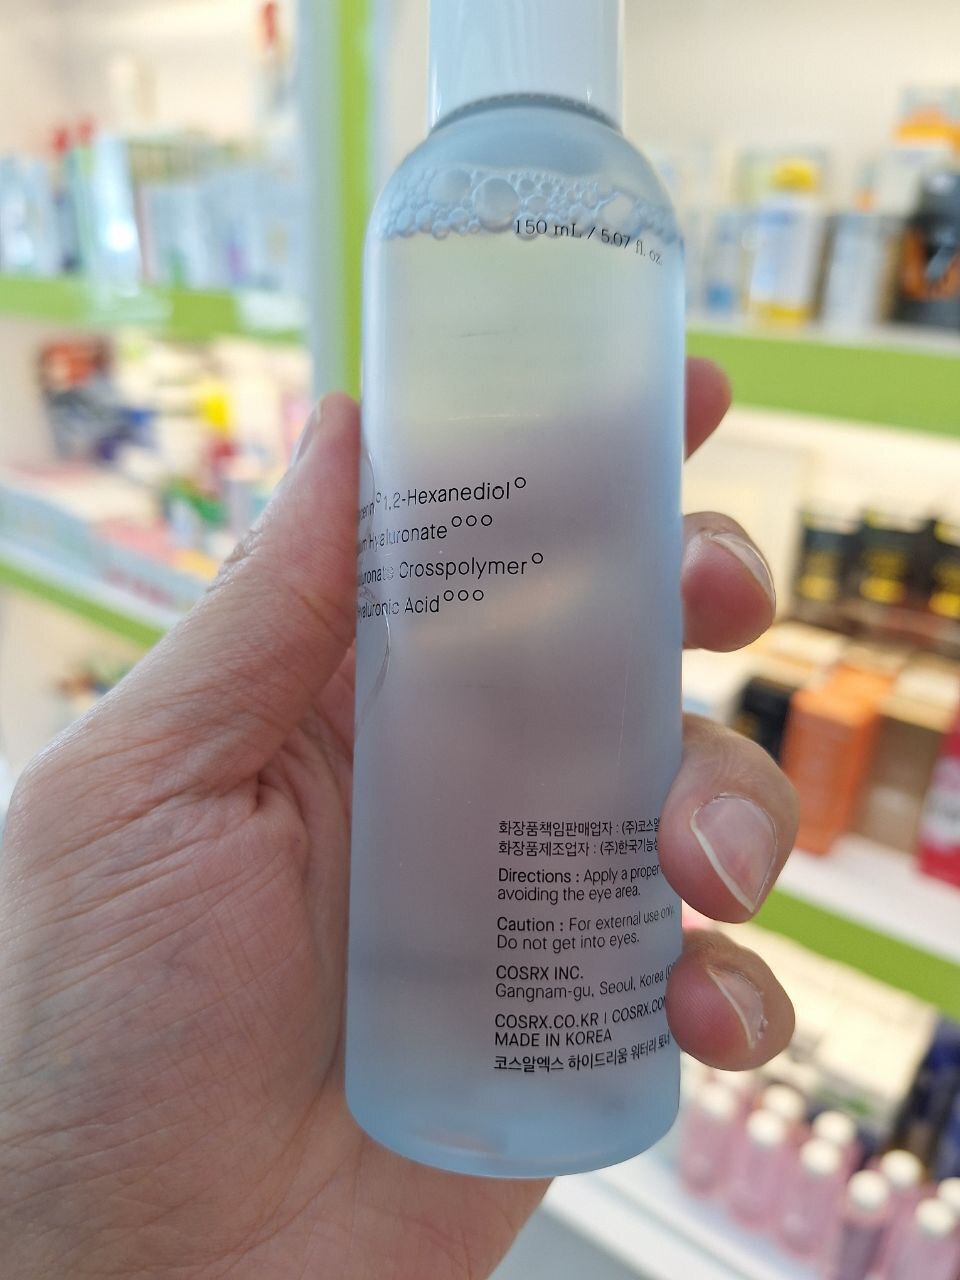 150 mL / 5.07 fl. oz.
1,2-Hexanediol°
Hyaluronate°°°
Crosspolymer°
Hyaluronic Acid°°°
화장품책임판매업자 : (주)코스알
화장품제조업자 : (주)한국기능성
Directions : Apply a proper
avoiding the eye area.
Caution : For external use only.
Do not get into eyes.
COSRX INC.
Gangnam-gu, Seoul, Korea
COSRX.CO.KR | COSRX.COM
MADE IN KOREA
코스알엑스 하이드리움 워터리 토너